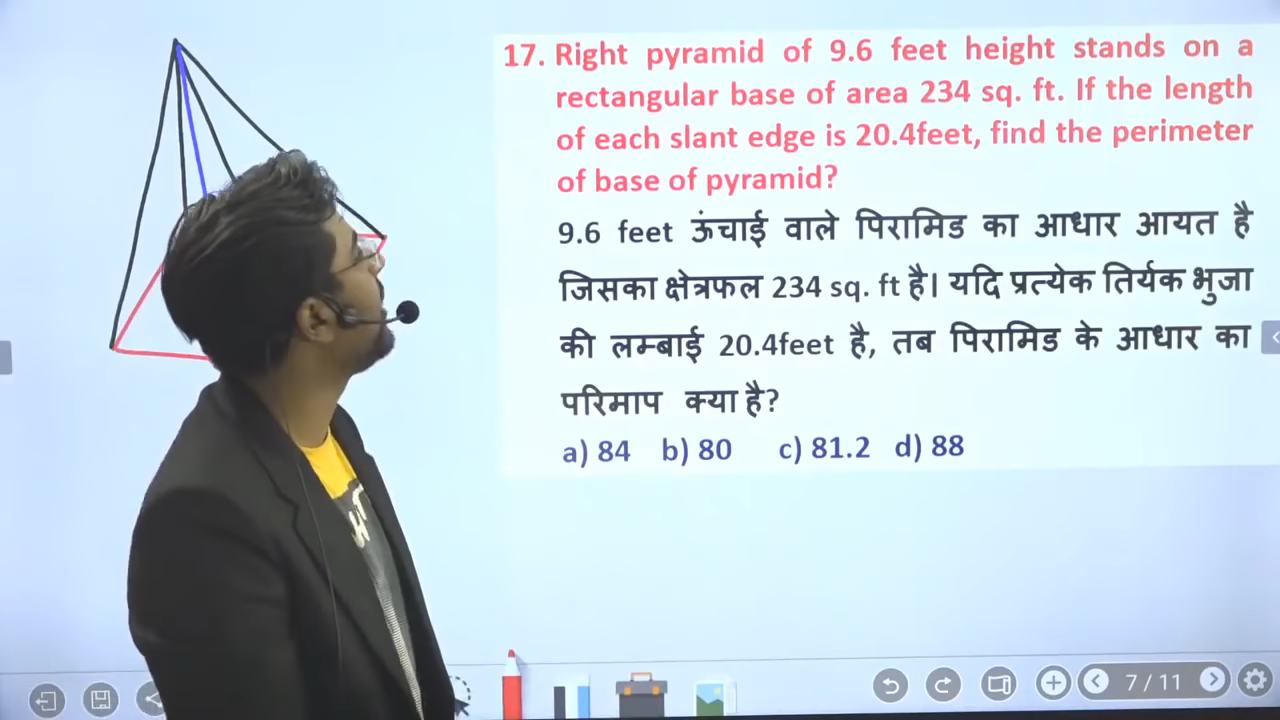 17. Right pyramid of 9.6 feet height stands on a
rectangular base of area 234 sq. ft. If the length
of each slant edge is 20.4feet, find the perimeter
of base of pyramid?
9.6 feet ऊंचाई वाले पिरामिड का आधार आयत है
जिसका क्षेत्रफल 234 sq. ft है। यदि प्रत्येक तिर्यक भुजा
की लम्बाई 20.4feet है, तब पिरामिड के आधार का
परिमाप क्या है?
a) 84 b) 80 c) 81.2 d) 88
7 / 11